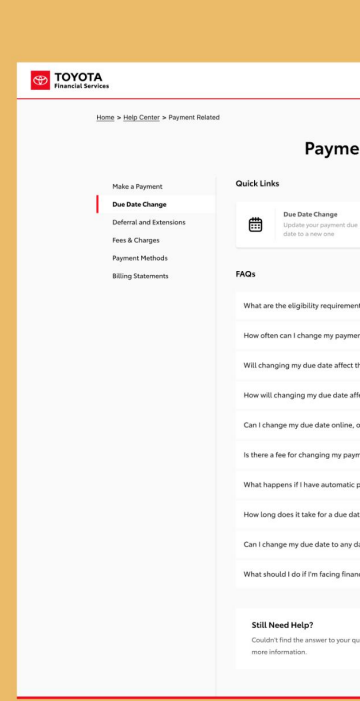 TOYOTA
Financial Services
Home > Help Center > Payment Related
Make a Payment
Due Date Change
Deferral and Extensions
Fees & Charges
Payment Methods
Billing Statements
Payme
Quick Links
Due Date Change
Update your payment due
date to a new one
FAQs
What are the eligibility requirement
How often can I change my paymen
Will changing my due date affect th
How will changing my due date affe
Can I change my due date online, o
Is there a fee for changing my paym
What happens if I have automatic p
How long does it take for a due dat
Can I change my due date to any da
What should I do if I'm facing financ
Still Need Help?
Couldn't find the answer to your qu
more information.